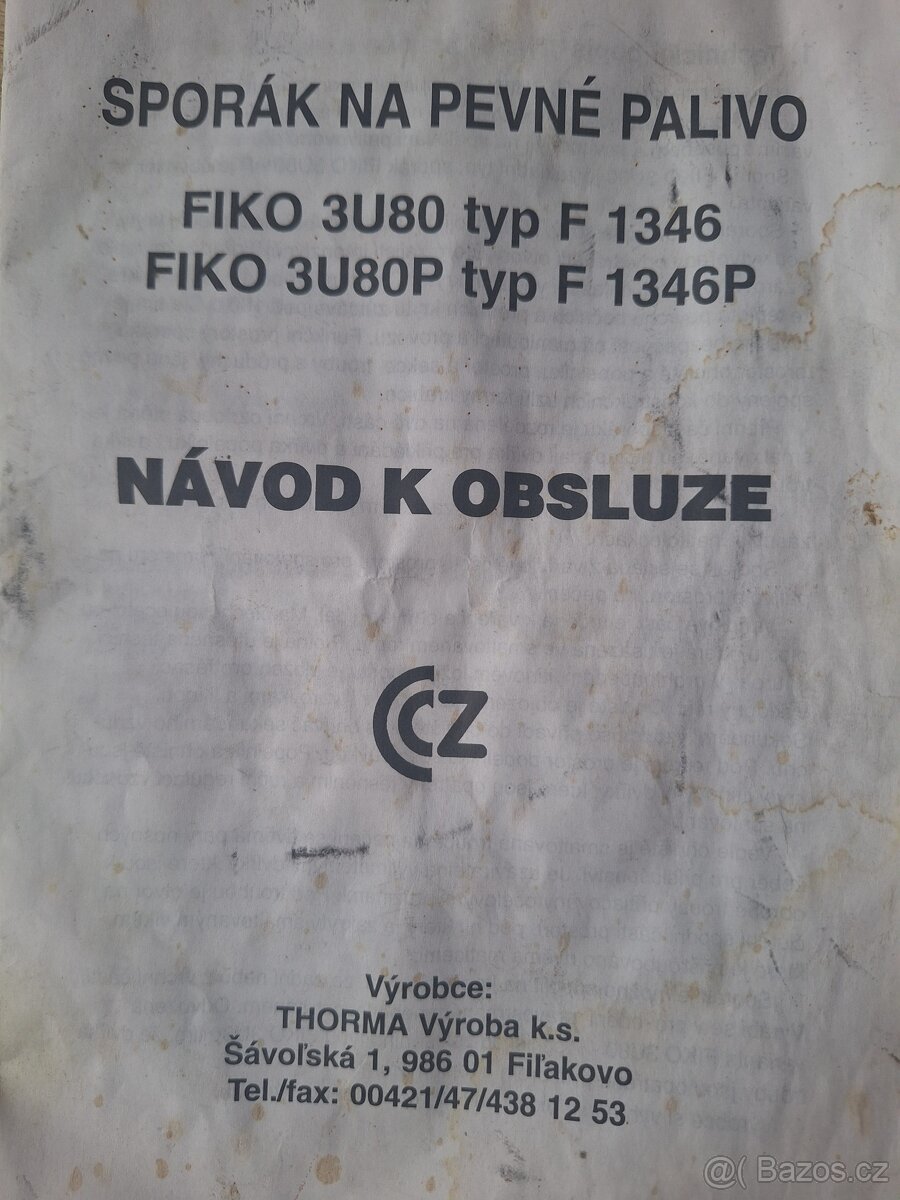 SPORÁK NA PEVNÉ PALIVO
FIKO 3U80 typ F 1346
FIKO 3U80P typ F 1346P
NÁVOD K OBSLUZE
CCZ
Výrobce:
THORMA Výroba k.s.
Šávoľská 1, 986 01 Fiľakovo
Tel./fax: 00421/47/438 12 53
@( Bazos.cz